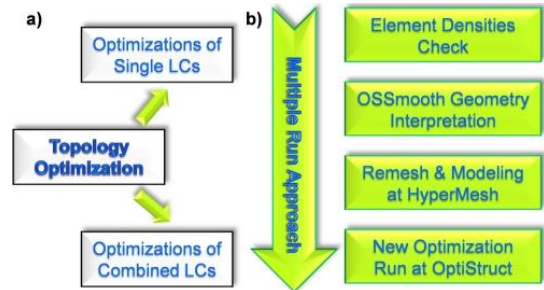 a)
Optimizations of
Single LCs
Topology
Optimization
Optimizations of
Combined LCs
b)
Multiple Run Approach
Element Densities
Check
OSSmooth Geometry
Interpretation
Remesh & Modeling
at HyperMesh
New Optimization
Run at OptiStruct